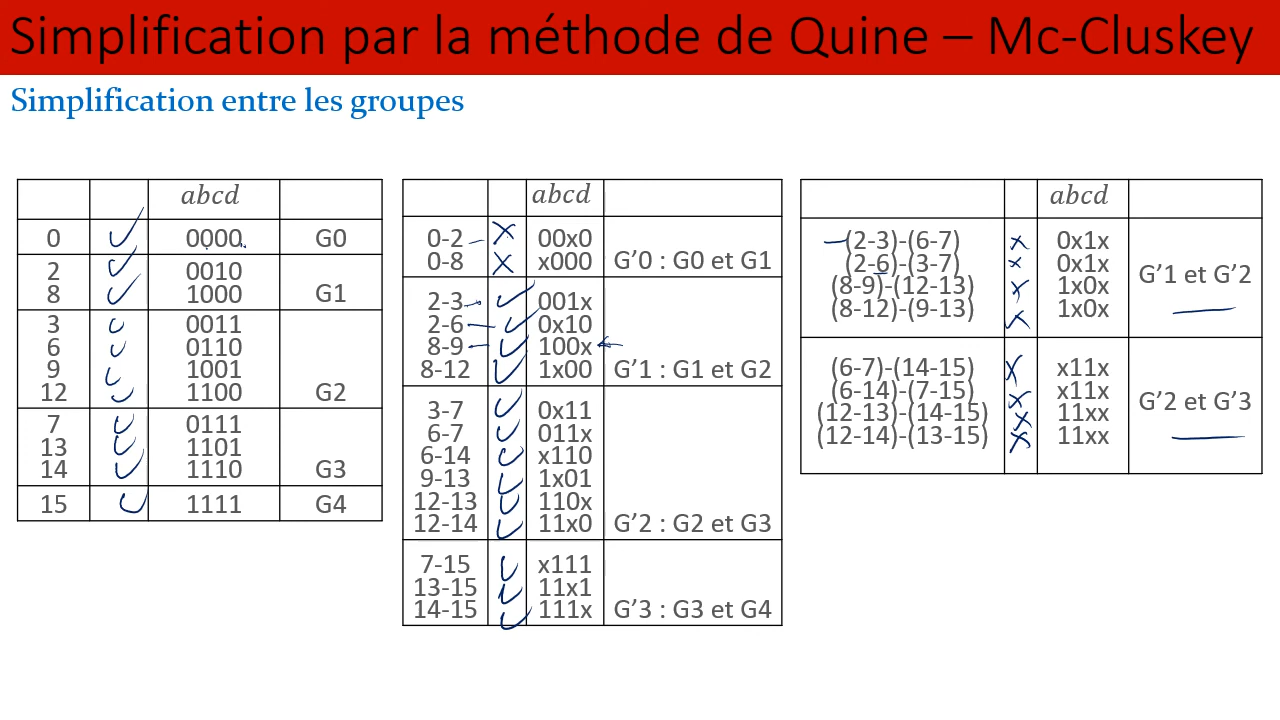 Simplification par la méthode de Quine – Mc-Cluskey
Simplification entre les groupes
abcd
0 ✓ 0000 G0
2 ✓ 0010
8 ✓ 1000 G1
3 ✓ 0011
6 ✓ 0110
9 ✓ 1001
12 ✓ 1100 G2
7 ✓ 0111
13 ✓ 1101
14 ✓ 1110 G3
15 ✓ 1111 G4
abcd
0-2 x 00x0
0-8 x x000 G’0 : G0 et G1
2-3 ✓ 001x
2-6 ✓ 0x10
8-9 ✓ 100x
8-12 ✓ 1x00 G’1 : G1 et G2
3-7 ✓ 0x11
6-7 ✓ 011x
6-14 ✓ x110
9-13 ✓ 1x01
12-13 ✓ 110x
12-14 ✓ 11x0 G’2 : G2 et G3
7-15 ✓ x111
13-15 ✓ 11x1
14-15 ✓ 111x G’3 : G3 et G4
abcd
(2-3)-(6-7) x 0x1x
(2-6)-(3-7) x 0x1x
G’1 et G’2
(8-9)-(12-13) x 1x0x
(8-12)-(9-13) x 1x0x
(6-7)-(14-15) x x11x
(6-14)-(7-15) x x11x
G’2 et G’3
(12-13)-(14-15) x 11xx
(12-14)-(13-15) x 11xx